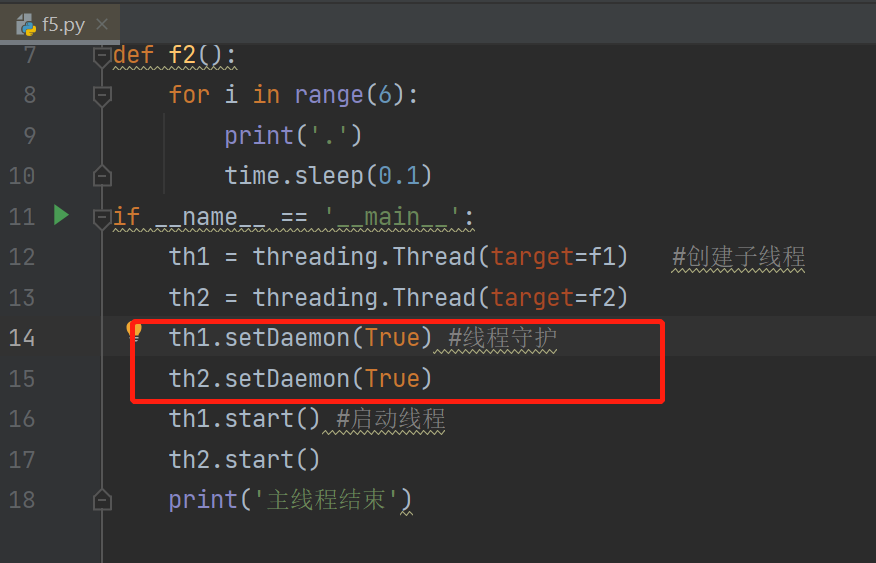 f5.py
7 def f2():
8 for i in range(6):
9 print('.')
10 time.sleep(0.1)
11 if __name__ == '__main__':
12 th1 = threading.Thread(target=f1) #创建子线程
13 th2 = threading.Thread(target=f2)
14 th1.setDaemon(True) #线程守护
15 th2.setDaemon(True)
16 th1.start() #启动线程
17 th2.start()
18 print('主线程结束')